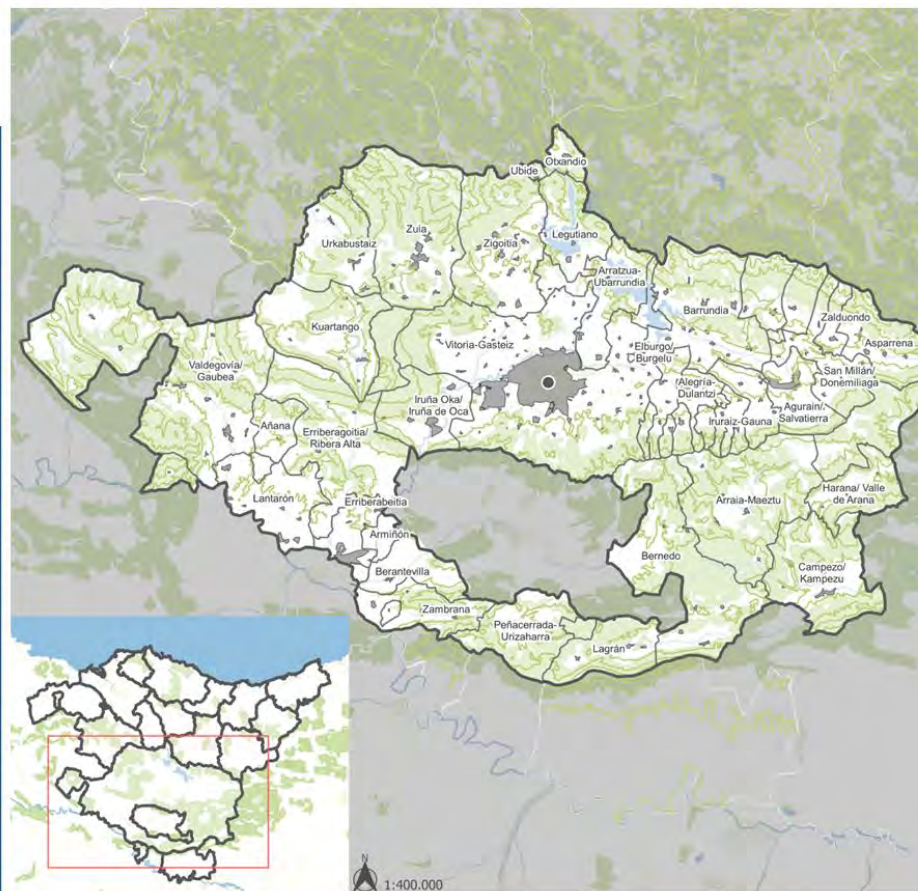 Otxandio
Ubide
Zuia
Legutiano
Urkabustaiz
Zigoitia
Arratzua-
Ubarrundia
Barrundia
Zalduondo
Kuartango
Vitoria-Gasteiz
Asparrena
Elburgo/
Burgelu
Valdegovía/
Gaubea
San Millán/
Donemiliaga
Alegría-
Dulantzi
Iruña Oka/
Iruña de Oca
Agurain/
Salvatierra
Añana
Iruraiz-Gauna
Erriberagoitia/
Ribera Alta
Harana/ Valle
de Arana
Lantarón
Erriberabeitia
Arraia-Maeztu
Armiñón
Bernedo
Campezo/
Kampezu
Berantevilla
Zambrana
Peñacerrada-
Urizaharra
Lagrán
N
1:400.000